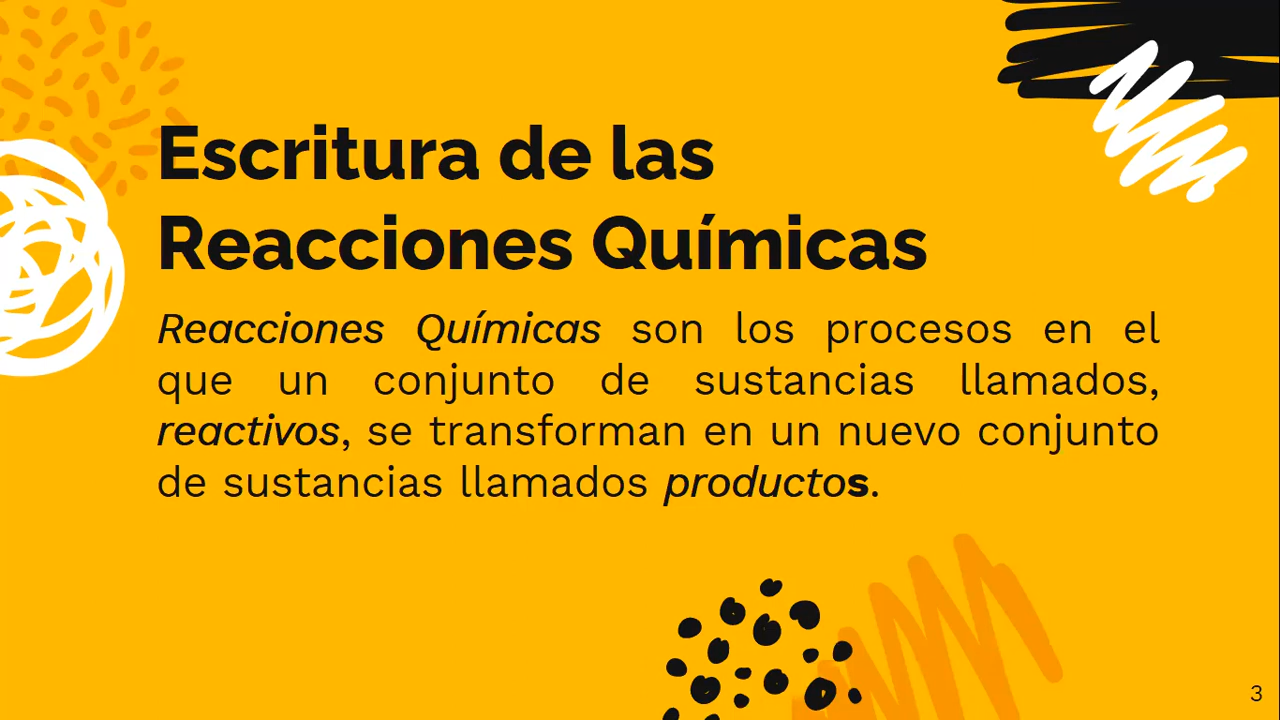 Escritura de las
Reacciones Químicas
Reacciones Químicas son los procesos en el
que un conjunto de sustancias llamados,
reactivos, se transforman en un nuevo conjunto
de sustancias llamados productos.
3